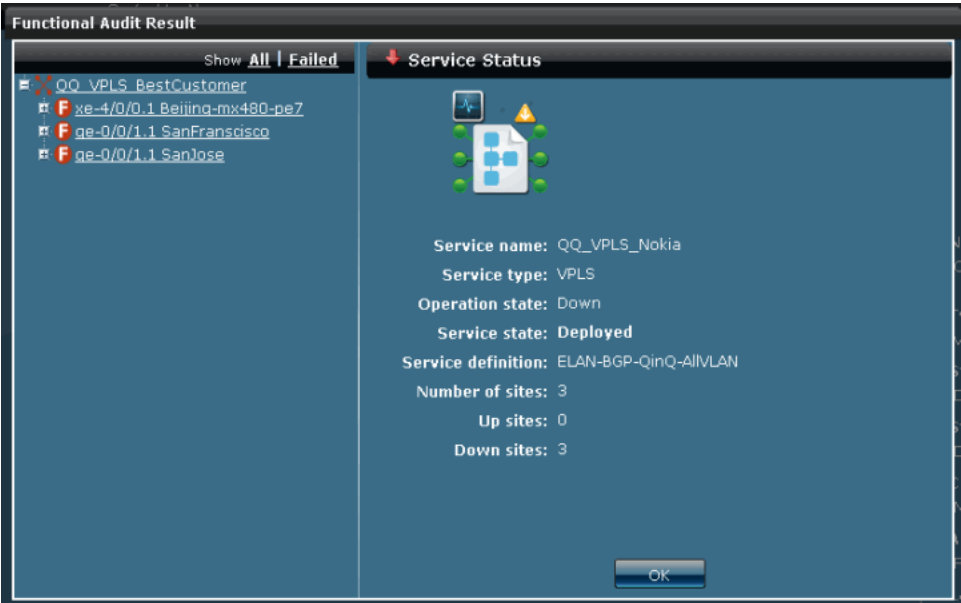 Functional Audit Result
Show All | Failed
QQ_VPLS_BestCustomer
F xe-4/0/0.1 Beijing-mx480-pe7
F ge-0/0/1.1 SanFranscisco
F ge-0/0/1.1 SanJose
Service Status
Service name: QQ_VPLS_Nokia
Service type: VPLS
Operation state: Down
Service state: Deployed
Service definition: ELAN-BGP-QinQ-AllVLAN
Number of sites: 3
Up sites: 0
Down sites: 3
OK